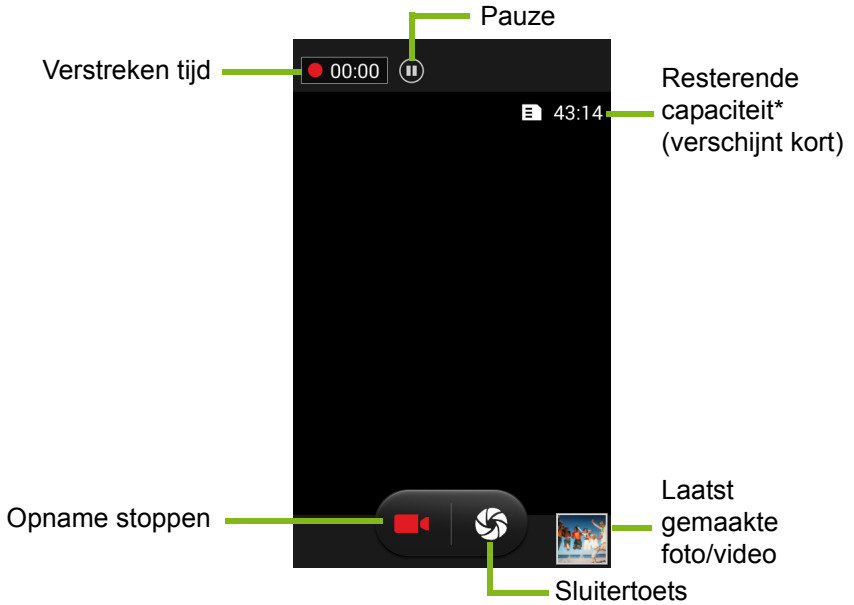 Pauze
Verstreken tijd
00:00
Resterende
capaciteit*
(verschijnt kort)
43:14
Opname stoppen
Laatst
gemaakte
foto/video
Sluitertoets